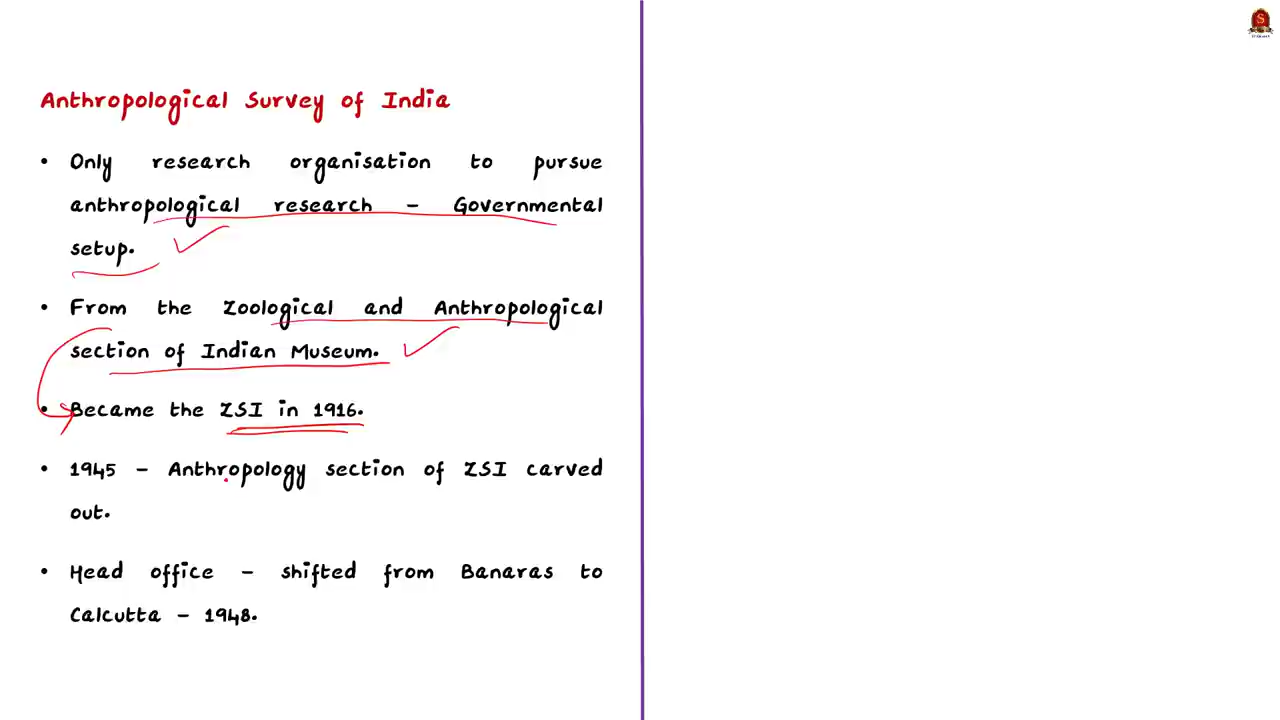 Anthropological Survey of India
• Only research organisation to pursue
anthropological research – Governmental
setup.
• From the Zoological and Anthropological
section of Indian Museum.
• Became the ZSI in 1916.
• 1945 – Anthropology section of ZSI carved
out.
• Head office – shifted from Banaras to
Calcutta – 1948.